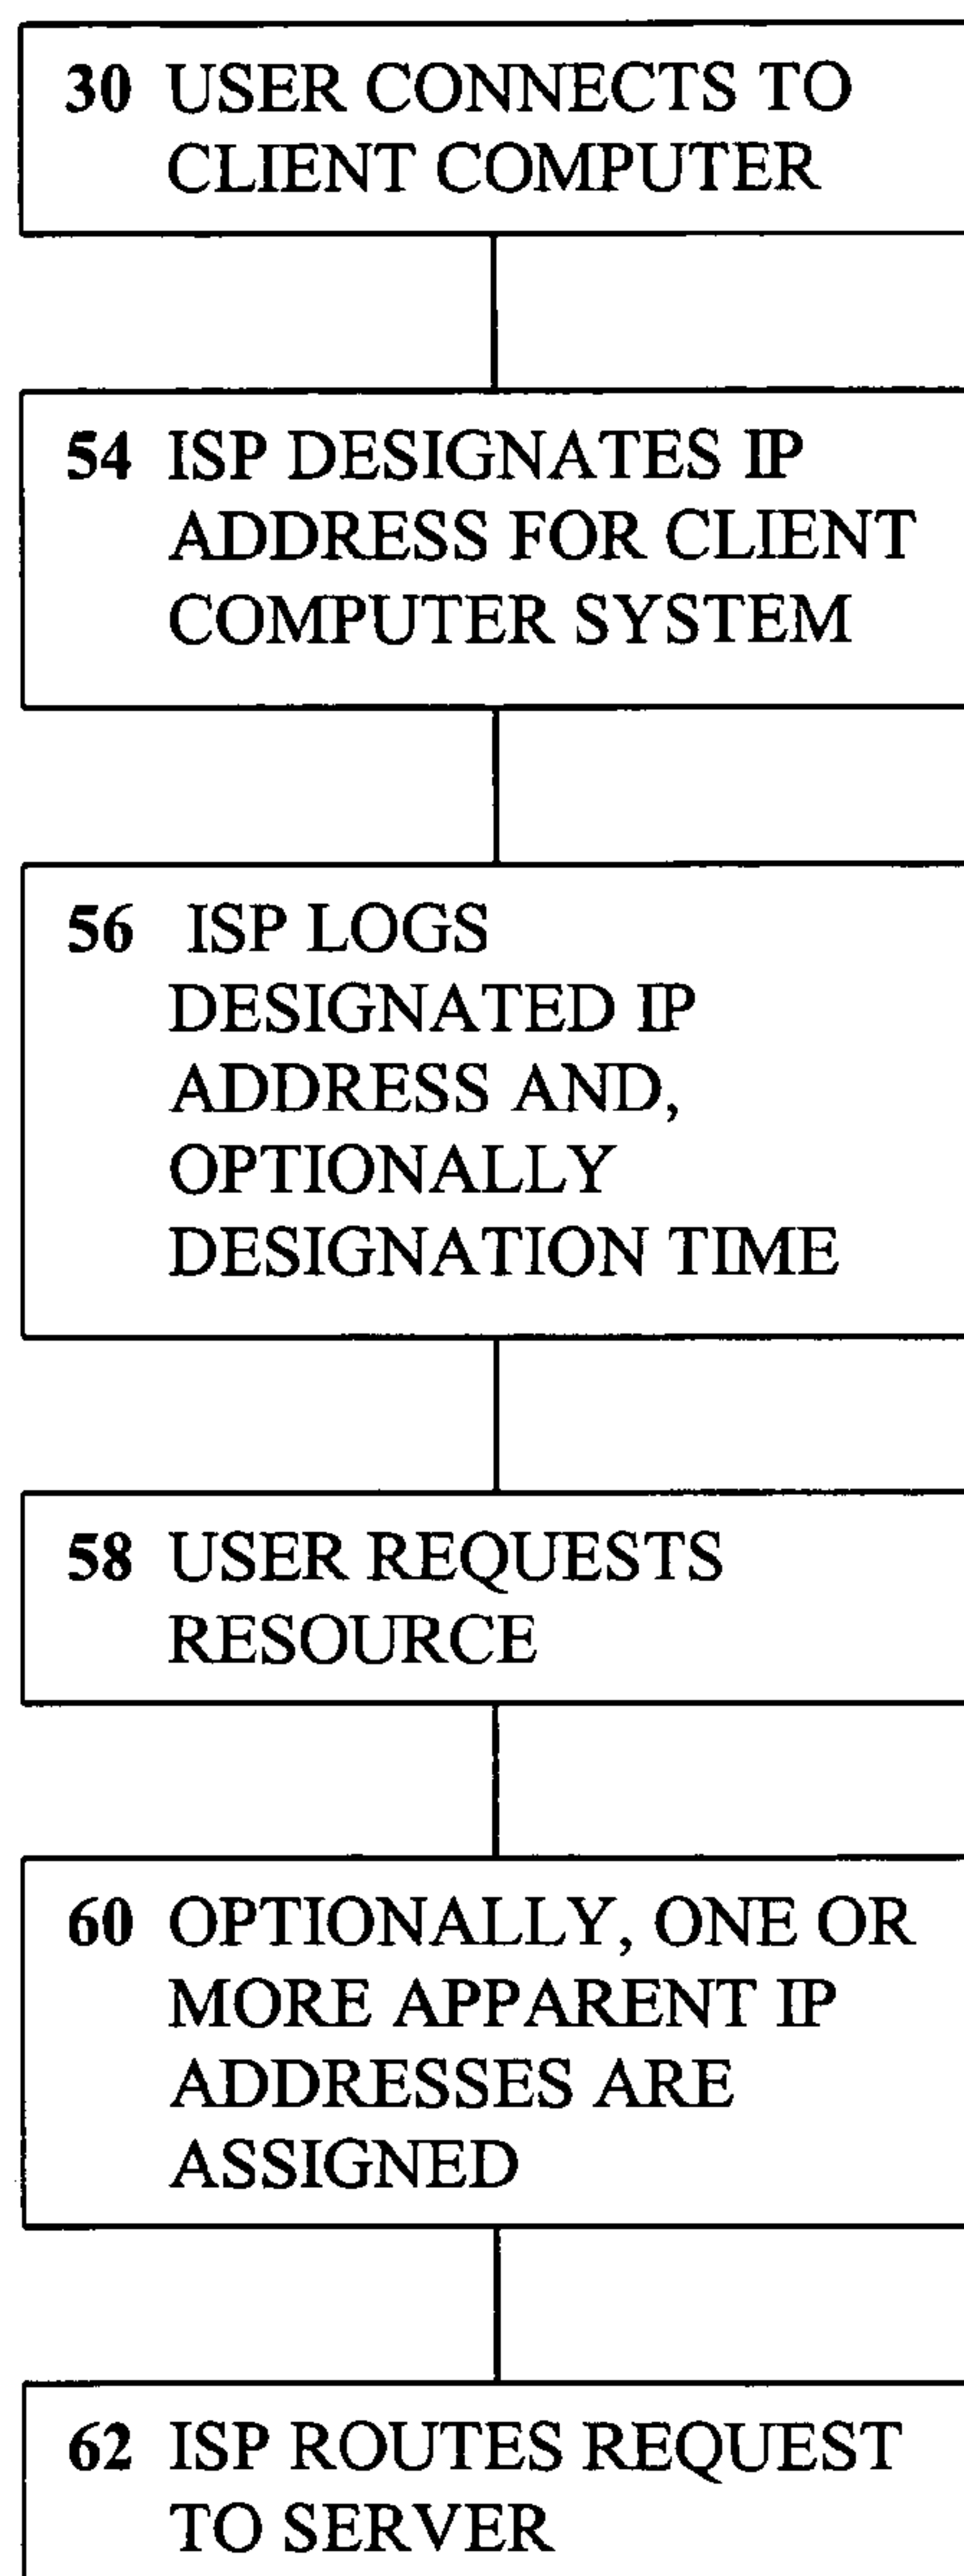 30 USER CONNECTS TO
CLIENT COMPUTER
54 ISP DESIGNATES IP
ADDRESS FOR CLIENT
COMPUTER SYSTEM
56 ISP LOGS
DESIGNATED IP
ADDRESS AND,
OPTIONALLY
DESIGNATION TIME
58 USER REQUESTS
RESOURCE
60 OPTIONALLY, ONE OR
MORE APPARENT IP
ADDRESSES ARE
ASSIGNED
62 ISP ROUTES REQUEST
TO SERVER